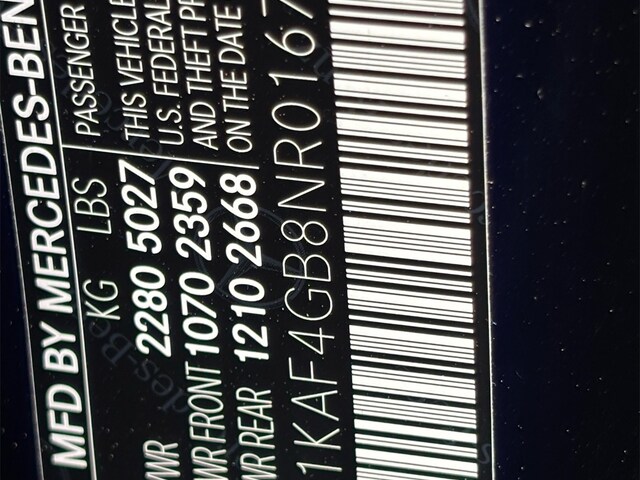 MFD BY MERCEDES-BEN
KG LBS
WR 2280 5027
WR FRONT 1070 2359
WR REAR 1210 2668
PASSENGER
THIS VEHICLE
U.S. FEDERAL
AND THEFT PR
ON THE DATE
1KAF4GB8NR0167